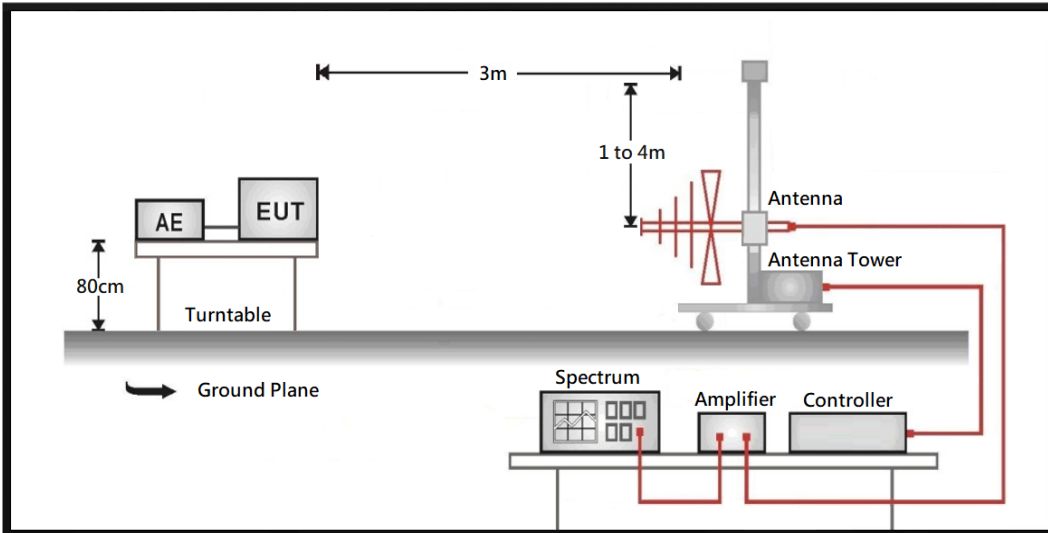 3m
1 to 4m
AE
EUT
Antenna
Antenna Tower
80cm
Turntable
Ground Plane
Spectrum
Amplifier
Controller